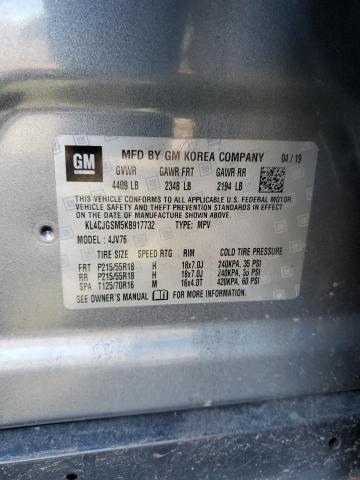 GM
MFD BY GM KOREA COMPANY 04/19
GVWR GAWR FRT GAWR RR
4409 LB 2348 LB 2194 LB
THIS VEHICLE CONFORMS TO ALL APPLICABLE U.S. FEDERAL MOTOR
VEHICLE SAFETY, BUMPER, AND THEFT PREVENTION STANDARDS IN EFFECT
ON THE DATE OF MANUFACTURE SHOWN ABOVE.
KL4CJGSM5KB917732 TYPE: MPV
MODEL: 4JV76
TIRE SIZE SPEED RTG RIM COLD TIRE PRESSURE
FRT P215/55R18 H 18x7.0J 240KPA, 35 PSI
RR P215/55R18 H 18x7.0J 240KPA, 35 PSI
SPA T125/70R16 M 16x4.0T 420KPA, 60 PSI
SEE OWNER'S MANUAL FOR MORE INFORMATION